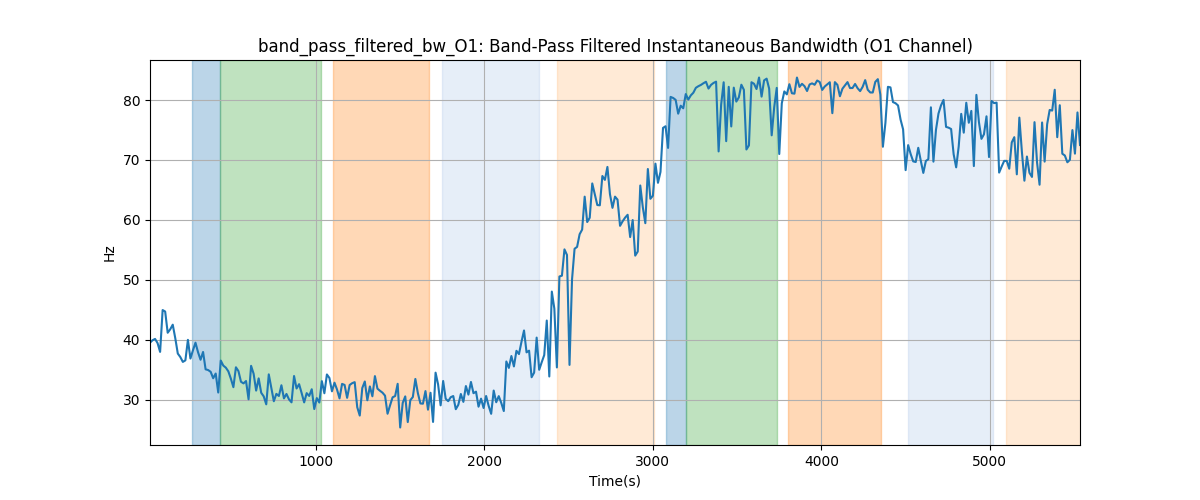 band_pass_filtered_bw_O1: Band-Pass Filtered Instantaneous Bandwidth (O1 Channel)
80
70
60
50
40
30
Hz
1000 2000 3000 4000 5000
Time(s)